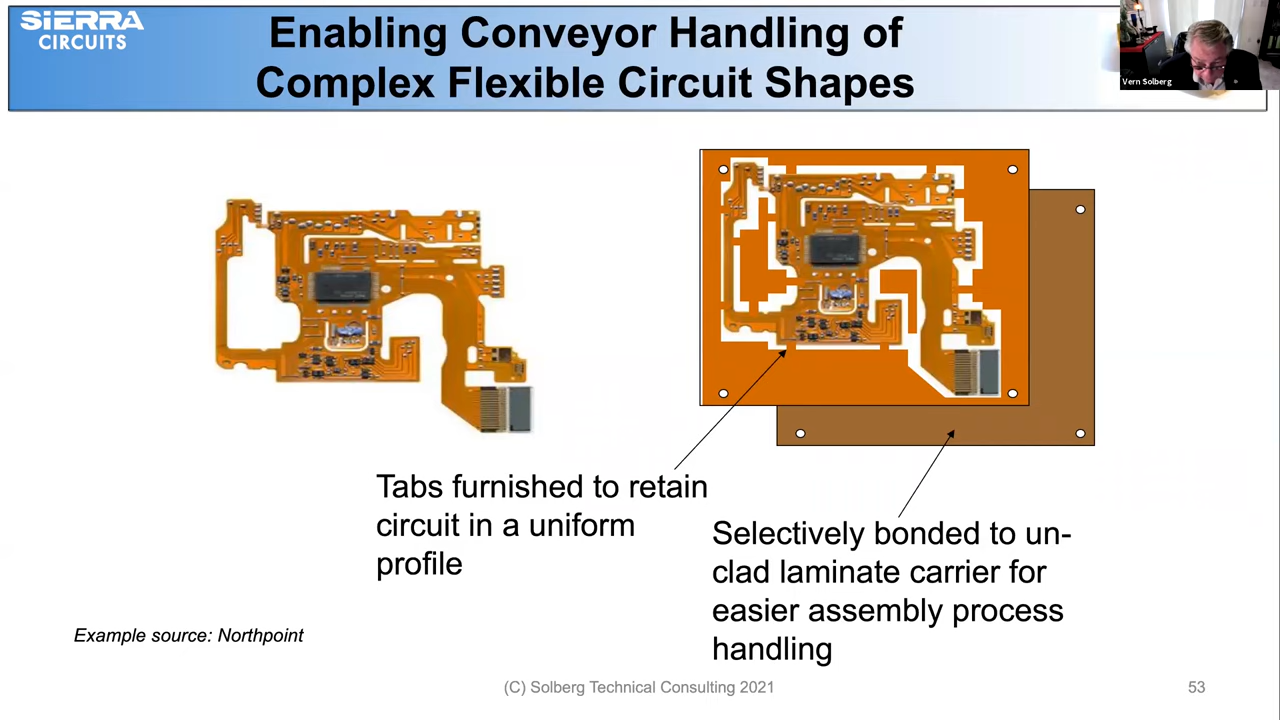 SIERRA
CIRCUITS
Enabling Conveyor Handling of
Complex Flexible Circuit Shapes
Vern Solberg
Tabs furnished to retain
circuit in a uniform
profile
Selectively bonded to un-
clad laminate carrier for
easier assembly process
handling
Example source: Northpoint
(C) Solberg Technical Consulting 2021
53